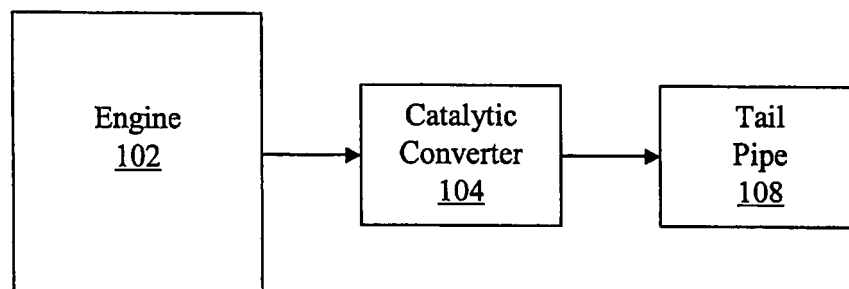 Engine
102
Catalytic
Converter
104
Tail
Pipe
108